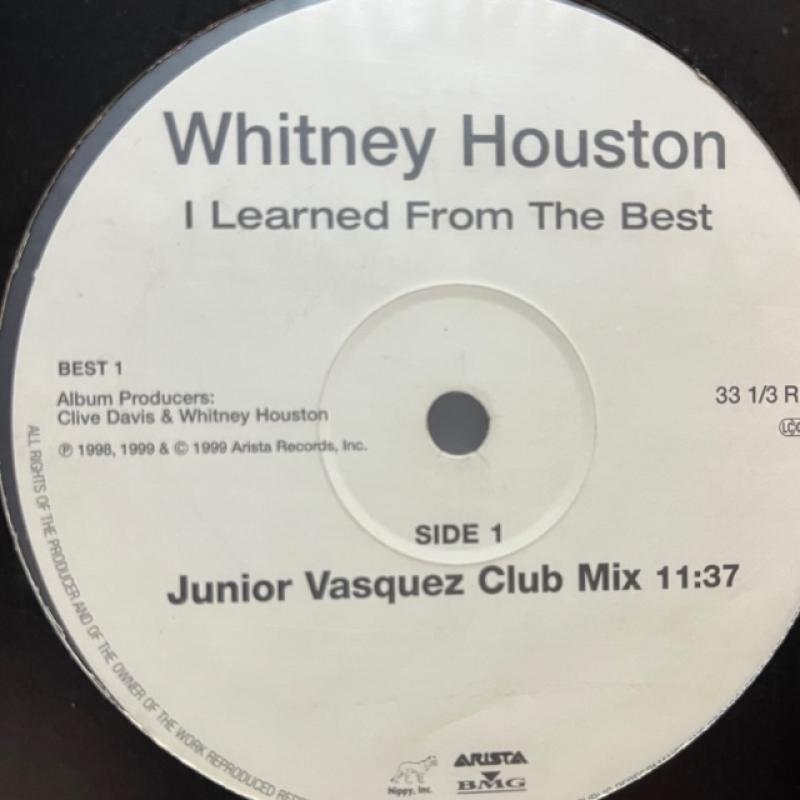 Whitney Houston
I Learned From The Best
BEST 1
Album Producers:
Clive Davis & Whitney Houston
℗ 1998, 1999 & © 1999 Arista Records, Inc.
33 1/3 R
SIDE 1
Junior Vasquez Club Mix 11:37
ALL RIGHTS OF THE PRODUCER AND OF THE OWNER OF THE WORK REPRODUCED
Nippy, Inc.
ARISTA
BMG